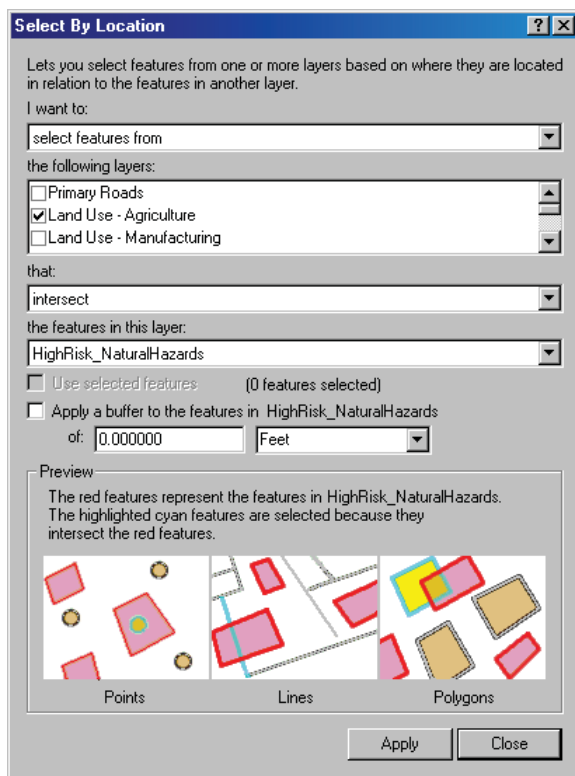 Select By Location
Lets you select features from one or more layers based on where they are located
in relation to the features in another layer.
I want to:
select features from
the following layers:
Primary Roads
Land Use - Agriculture
Land Use - Manufacturing
that:
intersect
the features in this layer:
HighRisk_NaturalHazards
Use selected features (0 features selected)
Apply a buffer to the features in HighRisk_NaturalHazards
of: 0.000000 Feet
Preview
The red features represent the features in HighRisk_NaturalHazards.
The highlighted cyan features are selected because they
intersect the red features.
Points Lines Polygons
Apply Close